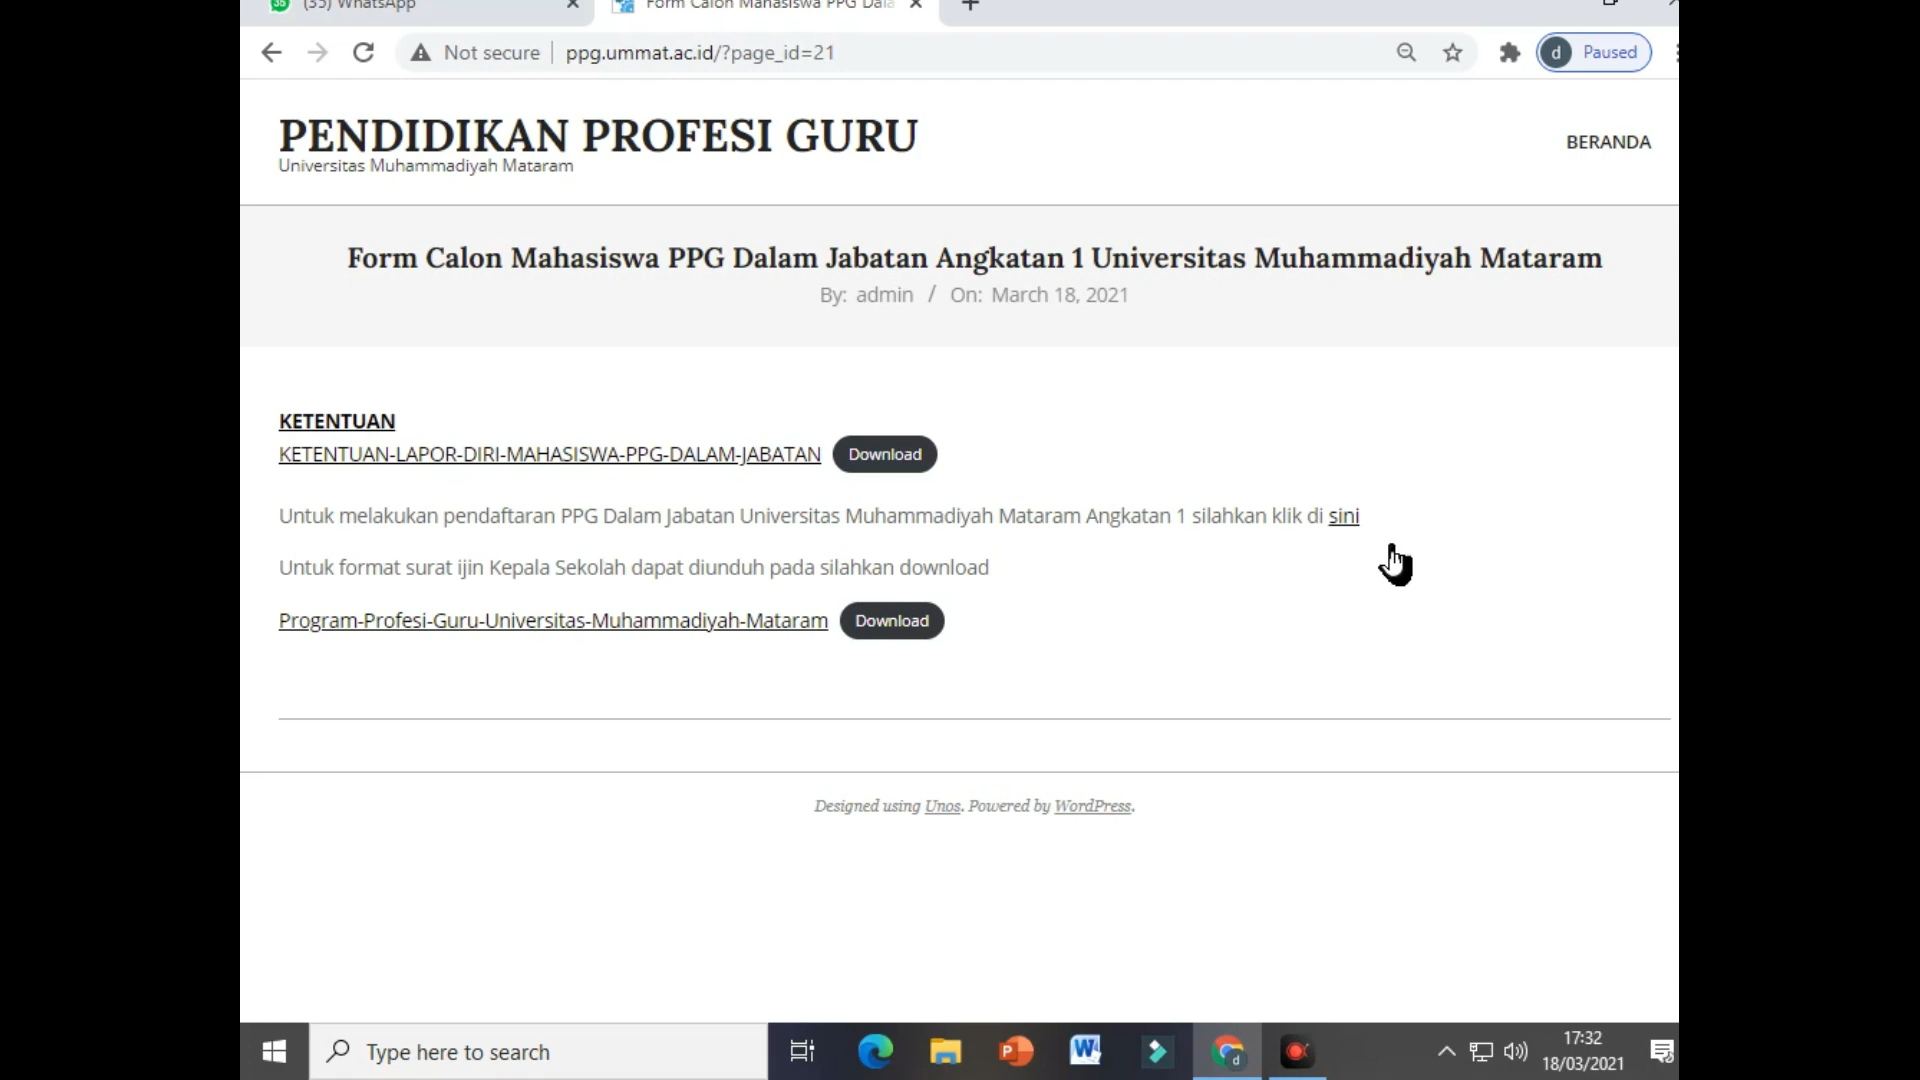 (35) WhatsApp
Form Calon Mahasiswa PPG Dala
Not secure
ppg.ummat.ac.id/?page_id=21
d
Paused
PENDIDIKAN PROFESI GURU
Universitas Muhammadiyah Mataram
BERANDA
Form Calon Mahasiswa PPG Dalam Jabatan Angkatan 1 Universitas Muhammadiyah Mataram
By: admin / On: March 18, 2021
KETENTUAN
KETENTUAN-LAPOR-DIRI-MAHASISWA-PPG-DALAM-JABATAN Download
Untuk melakukan pendaftaran PPG Dalam Jabatan Universitas Muhammadiyah Mataram Angkatan 1 silahkan klik di sini
Untuk format surat ijin Kepala Sekolah dapat diunduh pada silahkan download
Program-Profesi-Guru-Universitas-Muhammadiyah-Mataram Download
Designed using Unos. Powered by WordPress.
Type here to search
17:32
18/03/2021